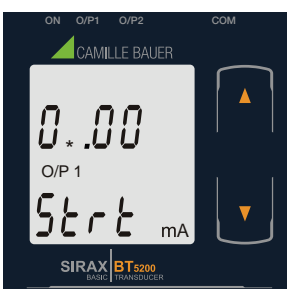 ON O/P1 O/P2 COM
CAMILLE BAUER
0*.00
O/P 1
Strt mA
SIRAX BT5200
BASIC TRANSDUCER